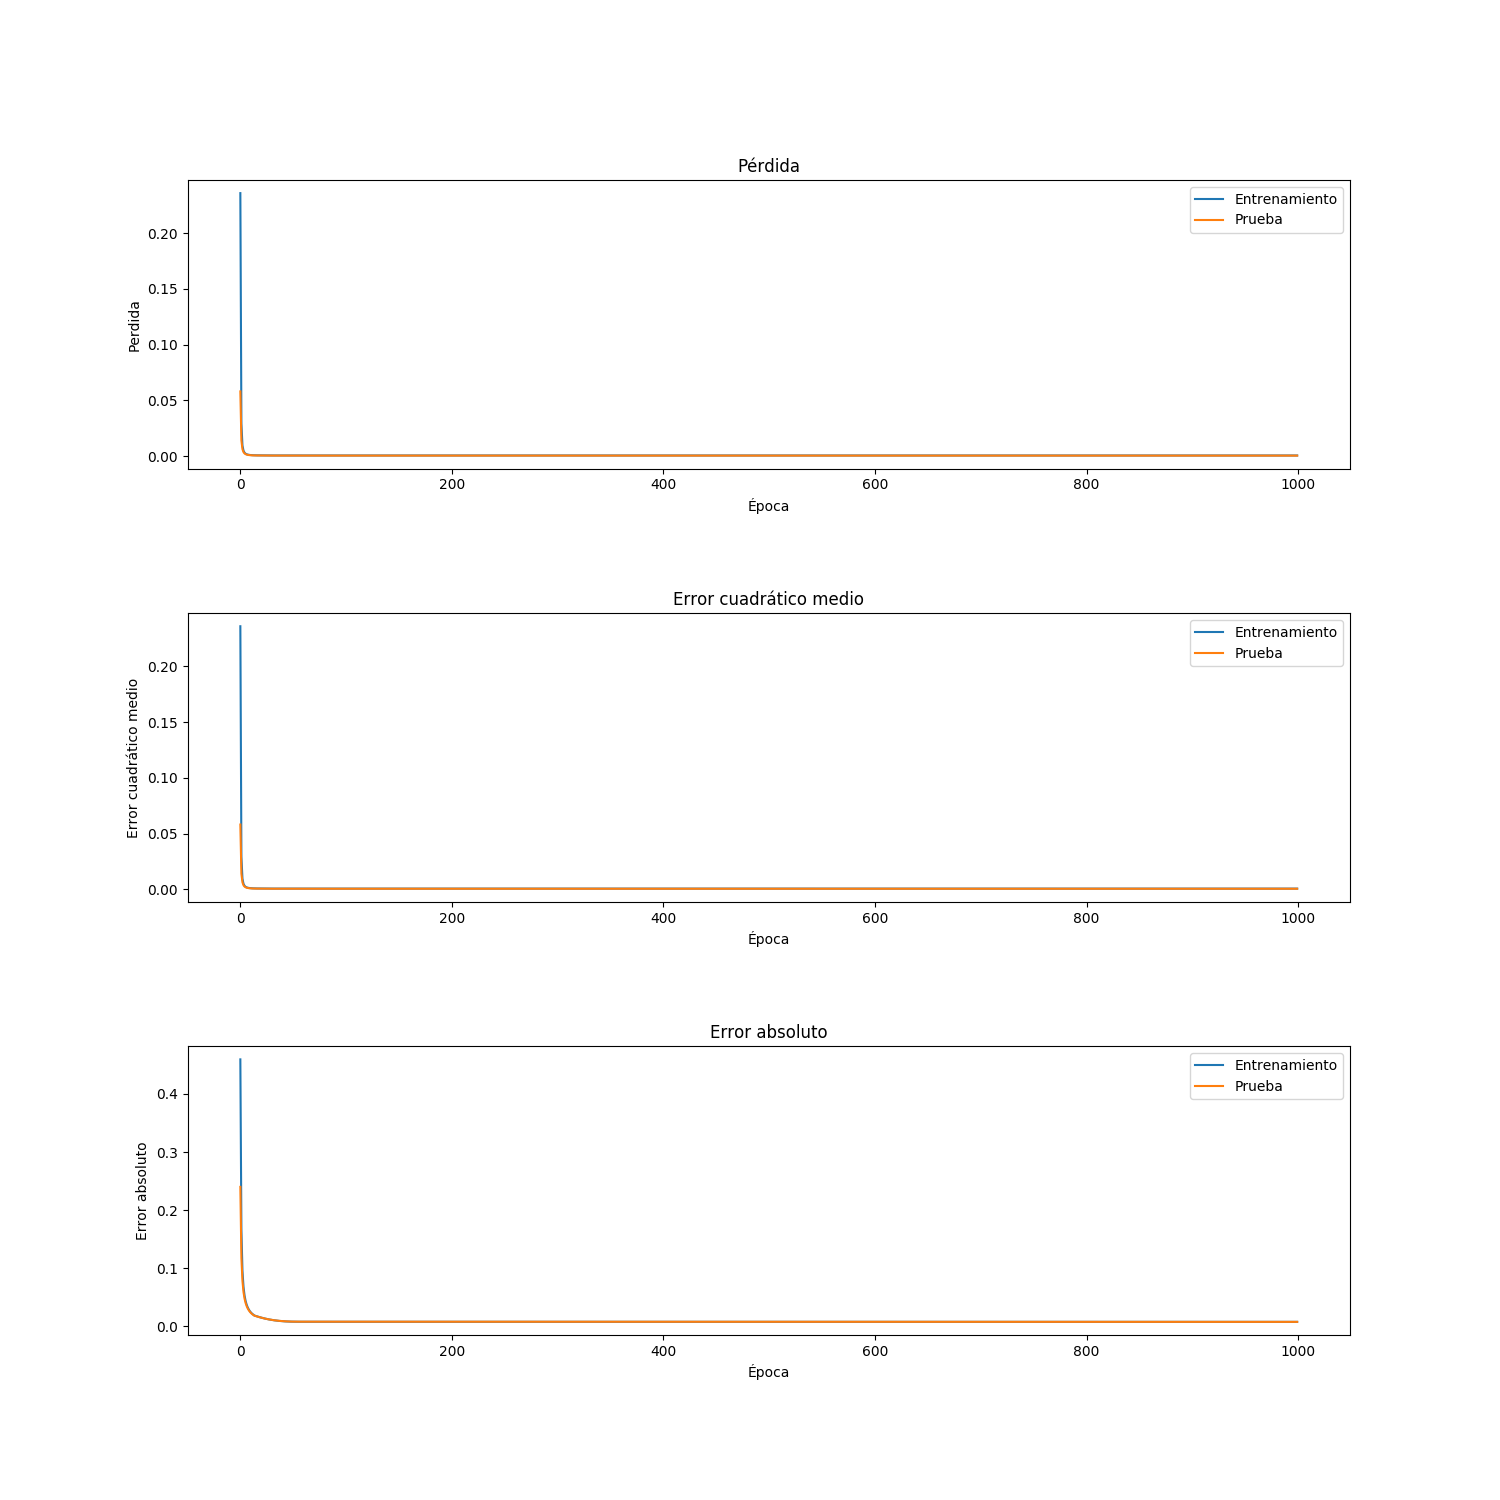 Pérdida
Entrenamiento
Prueba
Perdida
0.20
0.15
0.10
0.05
0.00
0 200 400 600 800 1000
Época
Error cuadrático medio
Entrenamiento
Prueba
Error cuadrático medio
0.20
0.15
0.10
0.05
0.00
0 200 400 600 800 1000
Época
Error absoluto
Entrenamiento
Prueba
Error absoluto
0.4
0.3
0.2
0.1
0.0
0 200 400 600 800 1000
Época